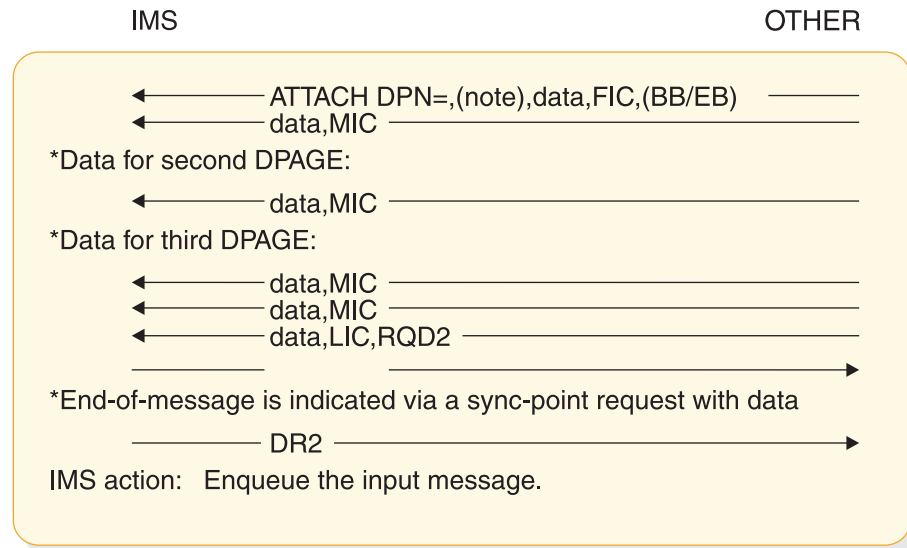 IMS OTHER
ATTACH DPN=,(note),data,FIC,(BB/EB)
data,MIC
*Data for second DPAGE:
data,MIC
*Data for third DPAGE:
data,MIC
data,MIC
data,LIC,RQD2
*End-of-message is indicated via a sync-point request with data
DR2
IMS action: Enqueue the input message.